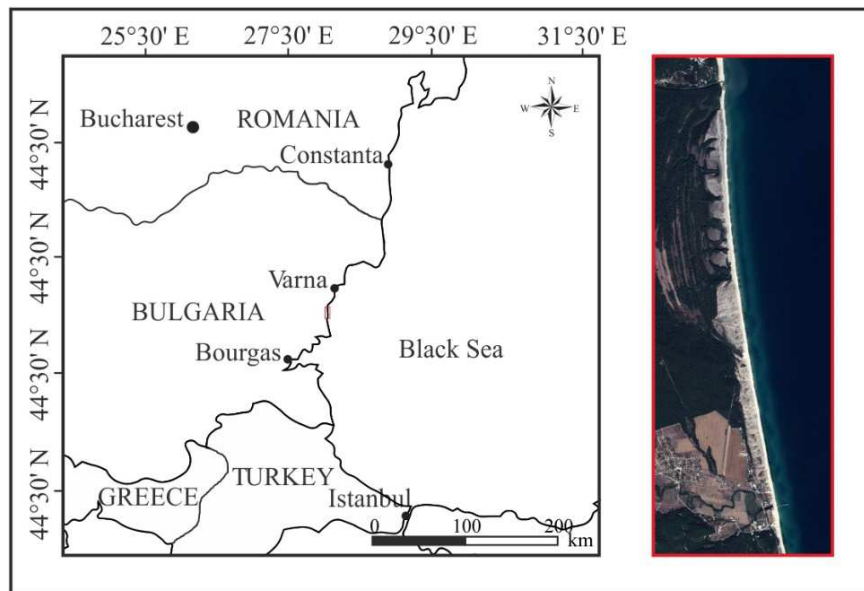 25°30' E 27°30' E 29°30' E 31°30' E
44°30' N
44°30' N
44°30' N
44°30' N
N
W E
S
Bucharest
ROMANIA
Constanta
Varna
BULGARIA
Bourgas
Black Sea
TURKEY
GREECE
Istanbul
0 100 200
km